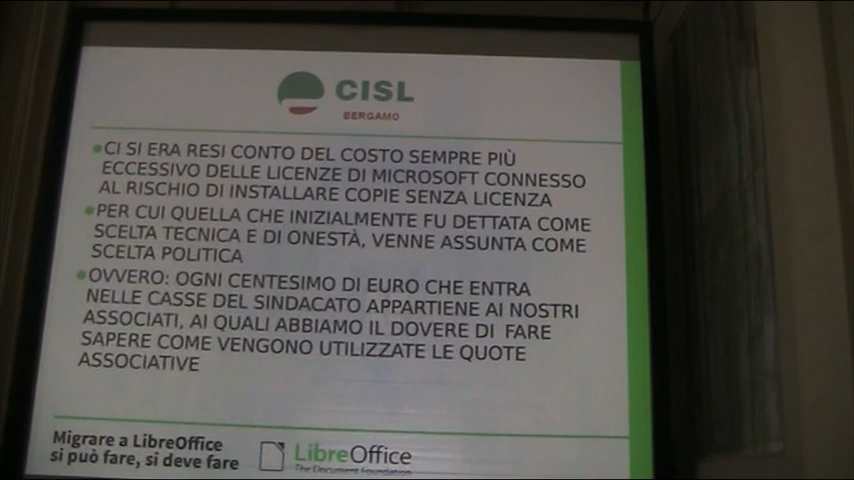 CISL
BERGAMO
CI SI ERA RESI CONTO DEL COSTO SEMPRE PIÙ
ECCESSIVO DELLE LICENZE DI MICROSOFT CONNESSO
AL RISCHIO DI INSTALLARE COPIE SENZA LICENZA
PER CUI QUELLA CHE INIZIALMENTE FU DETTATA COME
SCELTA TECNICA E DI ONESTÀ, VENNE ASSUNTA COME
SCELTA POLITICA
OVVERO: OGNI CENTESIMO DI EURO CHE ENTRA
NELLE CASSE DEL SINDACATO APPARTIENE AI NOSTRI
ASSOCIATI, AI QUALI ABBIAMO IL DOVERE DI FARE
SAPERE COME VENGONO UTILIZZATE LE QUOTE
ASSOCIATIVE
Migrare a LibreOffice
si può fare, si deve fare
LibreOffice
The Document Foundation